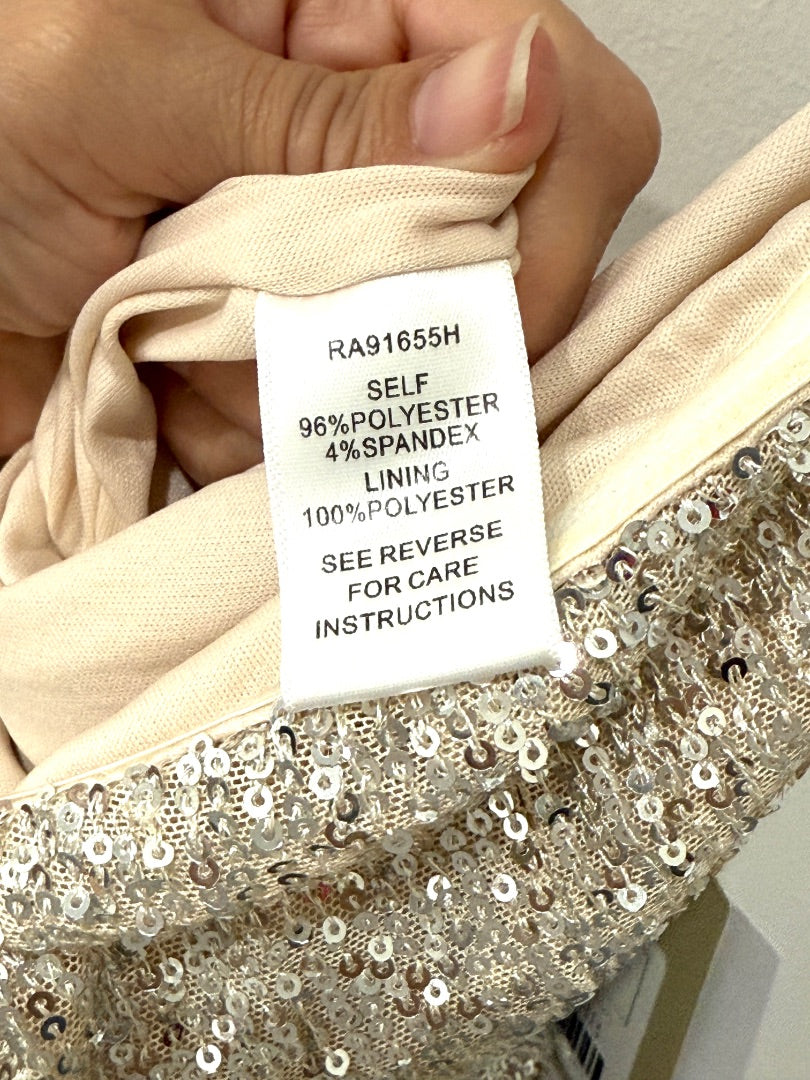 RA91655H
SELF
96%POLYESTER
4%SPANDEX
LINING
100%POLYESTER
SEE REVERSE
FOR CARE
INSTRUCTIONS